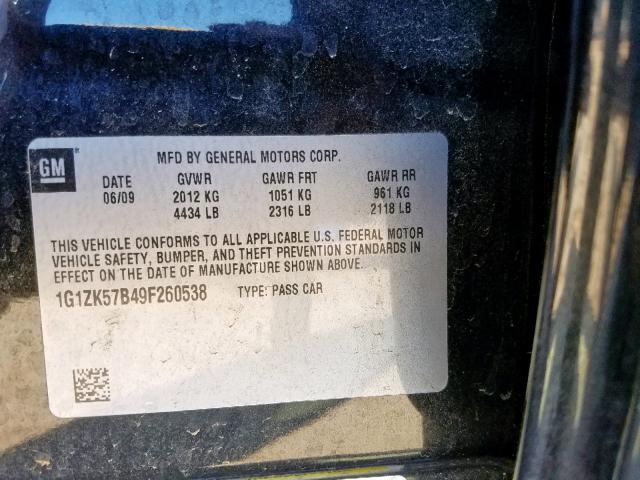 GM
MFD BY GENERAL MOTORS CORP.
DATE GVWR GAWR FRT GAWR RR
06/09 2012 KG 1051 KG 961 KG
4434 LB 2316 LB 2118 LB
THIS VEHICLE CONFORMS TO ALL APPLICABLE U.S. FEDERAL MOTOR
VEHICLE SAFETY, BUMPER, AND THEFT PREVENTION STANDARDS IN
EFFECT ON THE DATE OF MANUFACTURE SHOWN ABOVE.
1G1ZK57B49F260538 TYPE: PASS CAR